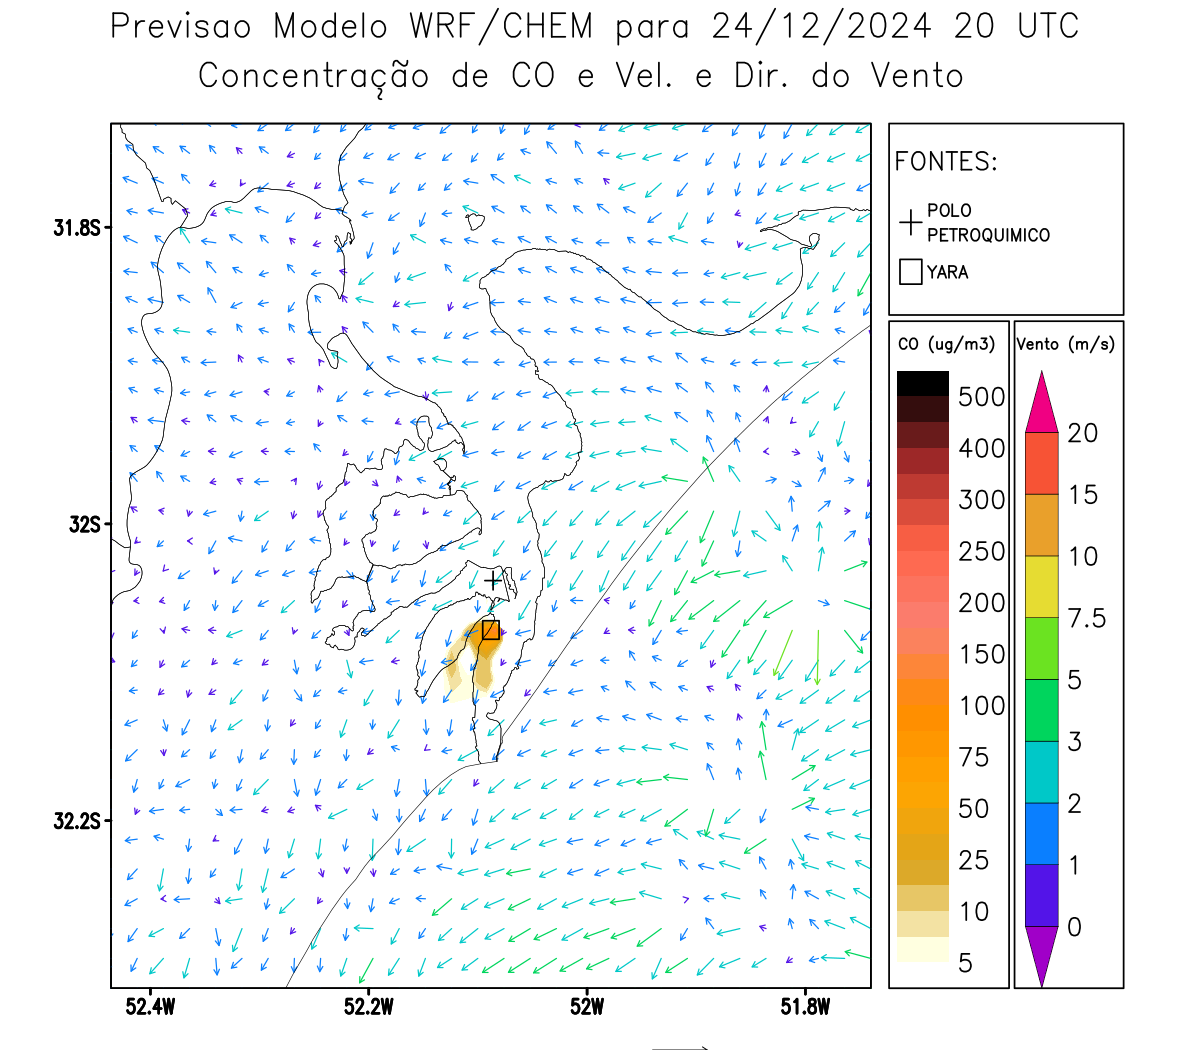 Previsao Modelo WRF/CHEM para 24/12/2024 20 UTC
Concentração de CO e Vel. e Dir. do Vento
FONTES:
POLO
PETROQUIMICO
YARA
CO (ug/m3)
500
400
300
250
200
150
100
75
50
25
10
5
Vento (m/s)
20
15
10
7.5
5
3
2
1
0
31.8S
32S
32.2S
52.4W
52.2W
52W
51.8W